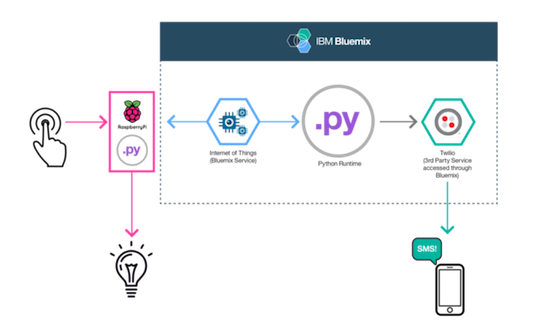 IBM Bluemix
RaspberryPi
.py
Internet of Things
(Bluemix Service)
.py
Python Runtime
Twilio
(3rd Party Service
accessed through
Bluemix)
SMS!